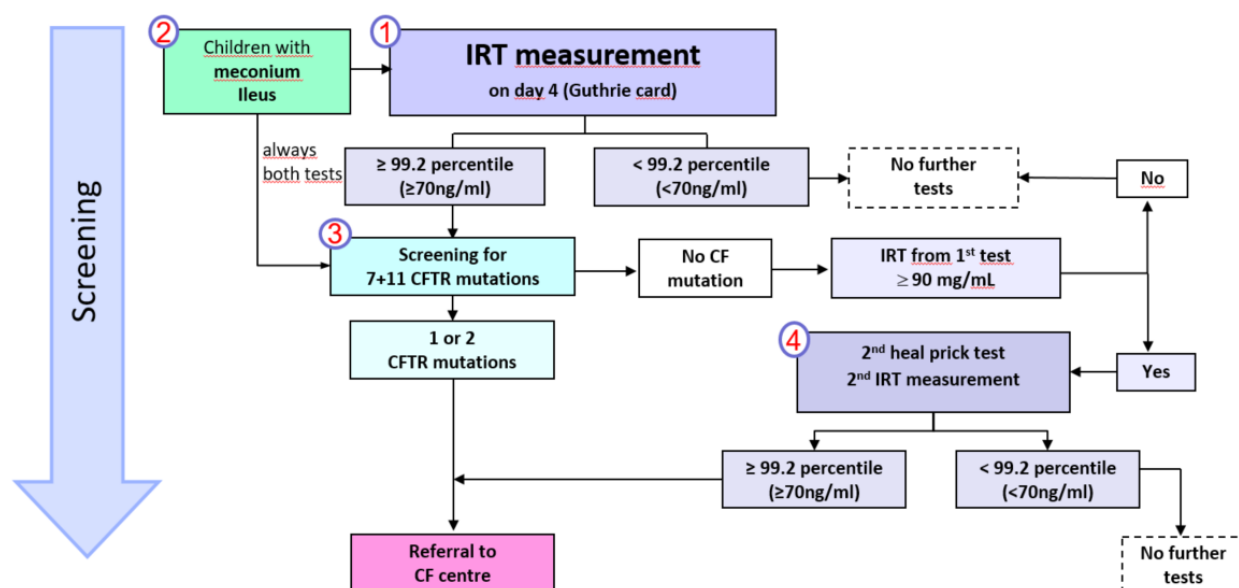 Screening
2
Children with
meconium
Ileus
1
IRT measurement
on day 4 (Guthrie card)
always
both tests
≥ 99.2 percentile
(≥70ng/ml)
< 99.2 percentile
(<70ng/ml)
No further
tests
No
3
Screening for
7+11 CFTR mutations
No CF
mutation
IRT from 1st test
≥ 90 mg/mL
1 or 2
CFTR mutations
4
2nd heal prick test
2nd IRT measurement
Yes
≥ 99.2 percentile
(≥70ng/ml)
< 99.2 percentile
(<70ng/ml)
Referral to
CF centre
No further
tests